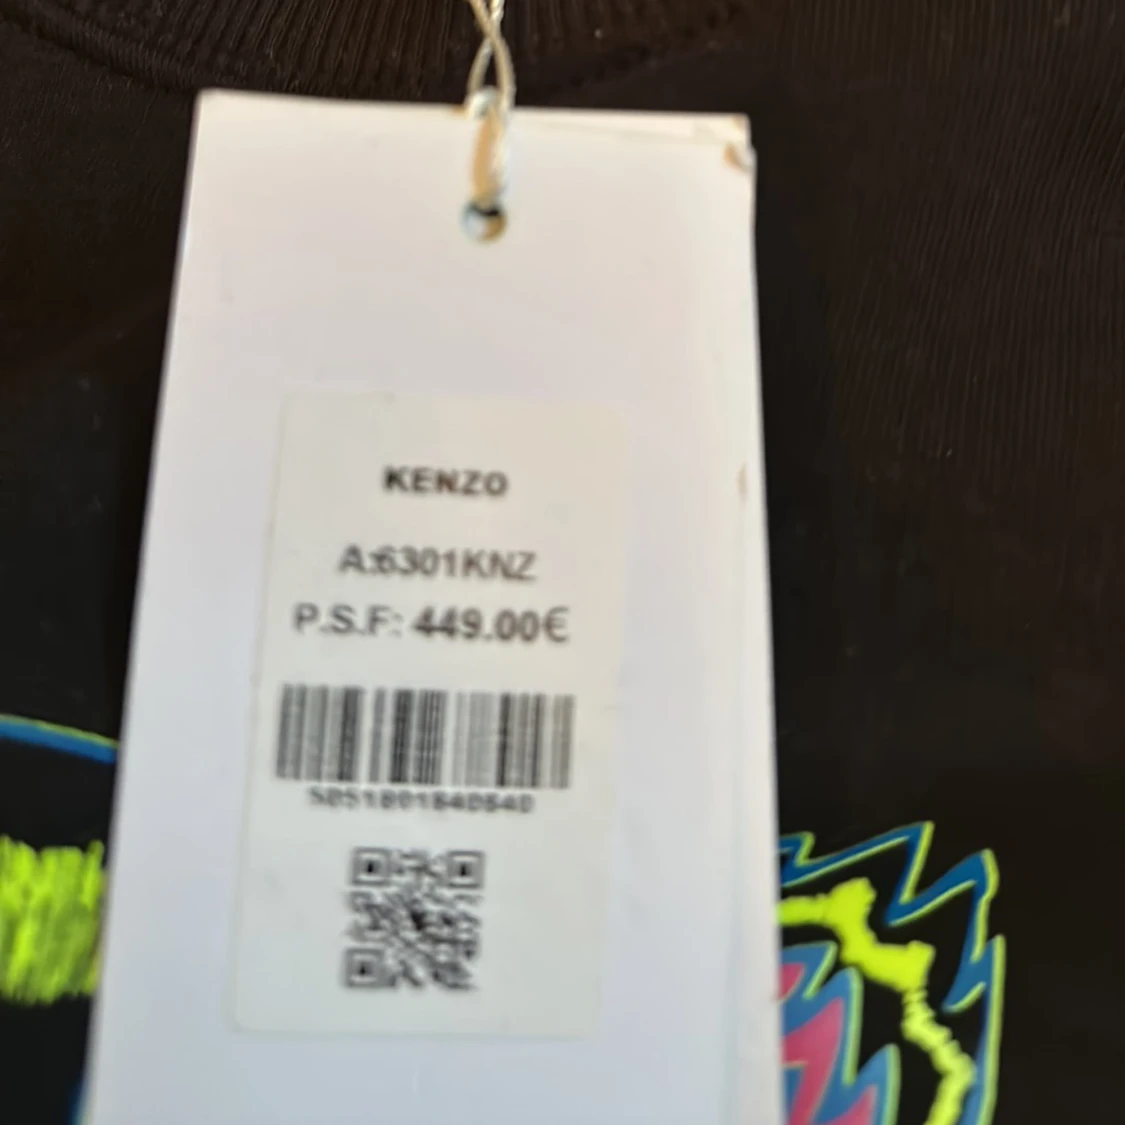 KENZO
A:6301KNZ
P.S.F: 449.00€